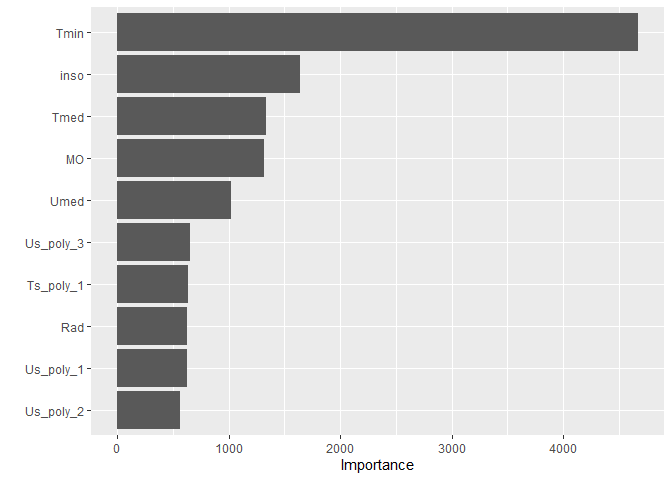 Tmin
inso
Tmed
MO
Umed
Us_poly_3
Ts_poly_1
Rad
Us_poly_1
Us_poly_2
0 1000 2000 3000 4000
Importance